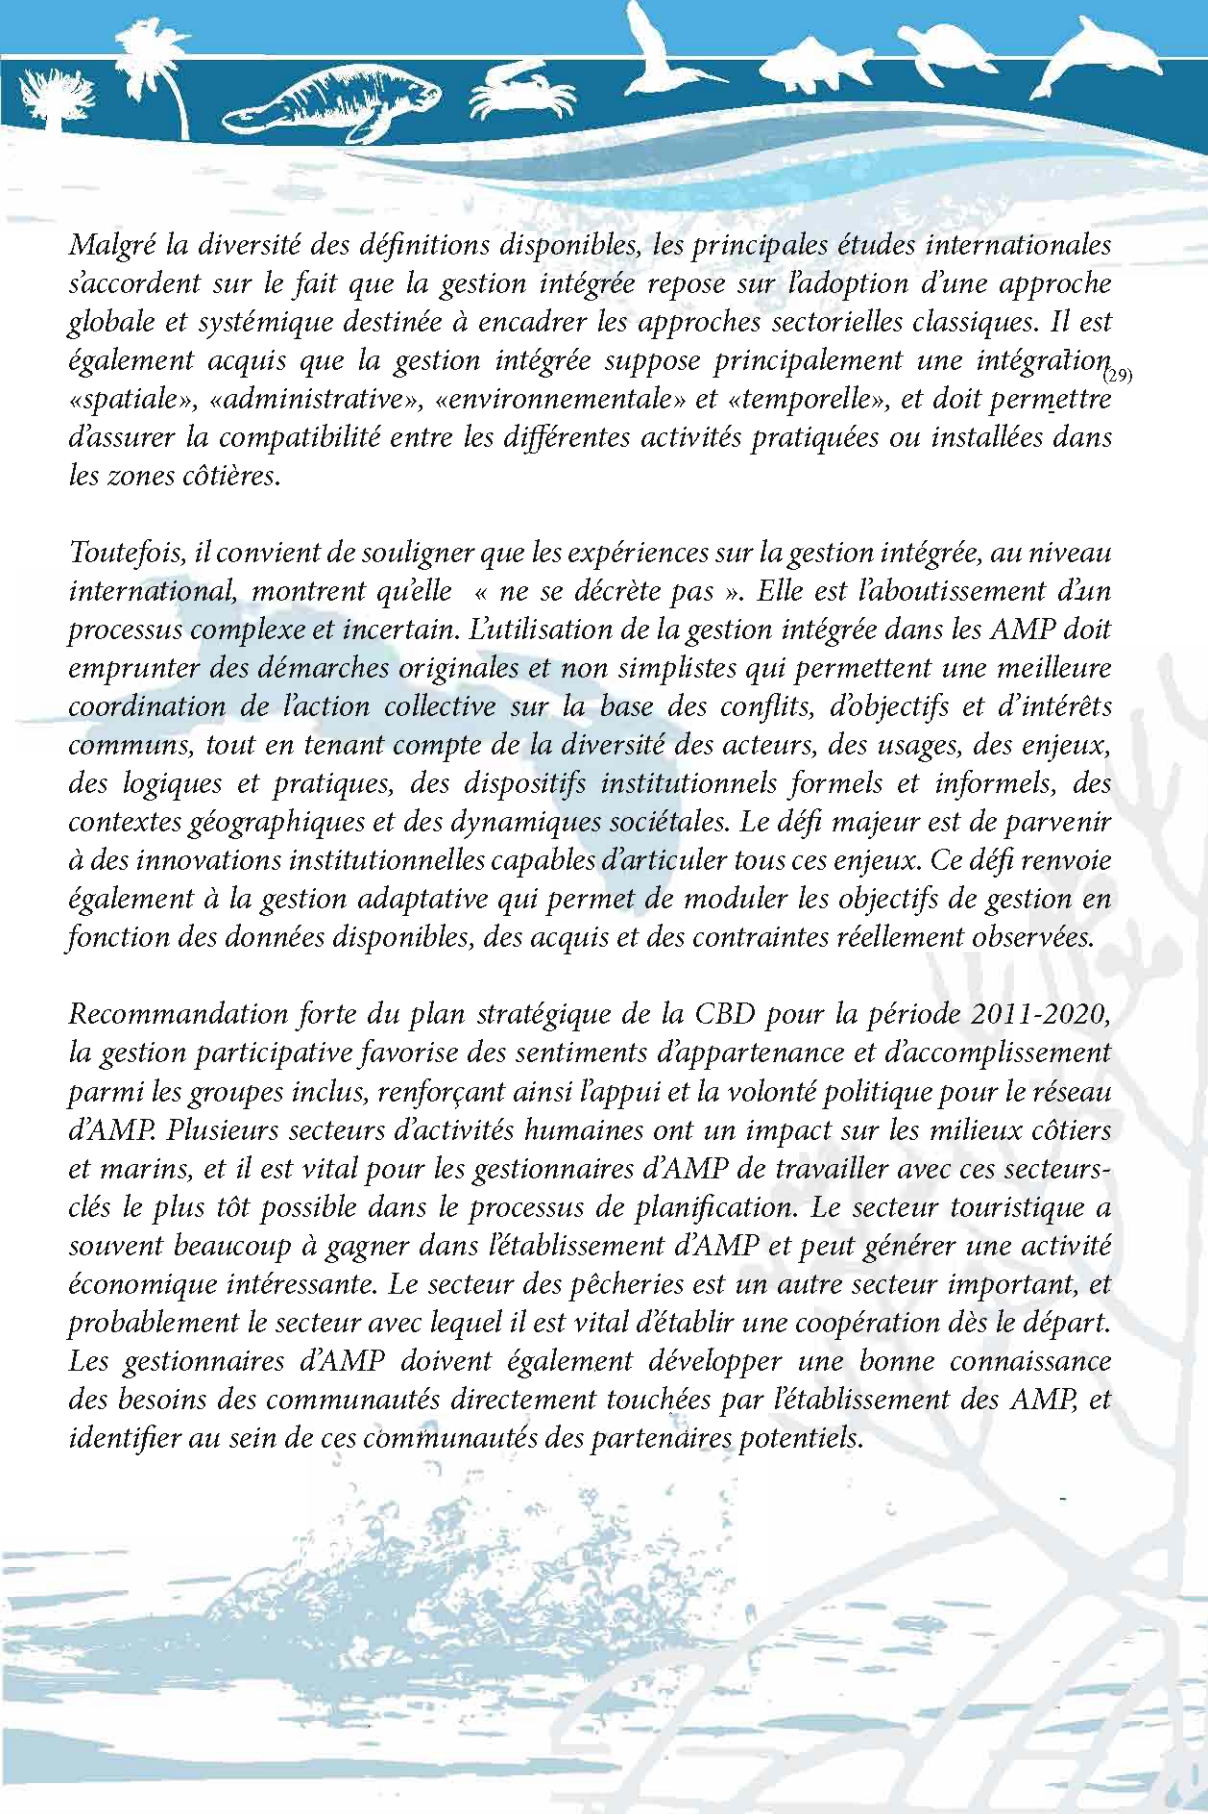 Malgré la diversité des définitions disponibles, les principales études internationales
s'accordent sur le fait que la gestion intégrée repose sur l'adoption d'une approche
globale et systémique destinée à encadrer les approches sectorielles classiques. Il est
également acquis que la gestion intégrée suppose principalement une intégration
(29)
«spatiale», «administrative», «environnementale» et «temporelle», et doit permettre
d'assurer la compatibilité entre les différentes activités pratiquées ou installées dans
les zones côtières.

Toutefois, il convient de souligner que les expériences sur la gestion intégrée, au niveau
international, montrent qu'elle « ne se décrète pas ». Elle est l'aboutissement d'un
processus complexe et incertain. L'utilisation de la gestion intégrée dans les AMP doit
emprunter des démarches originales et non simplistes qui permettent une meilleure
coordination de l'action collective sur la base des conflits, d'objectifs et d'intérêts
communs, tout en tenant compte de la diversité des acteurs, des usages, des enjeux,
des logiques et pratiques, des dispositifs institutionnels formels et informels, des
contextes géographiques et des dynamiques sociétales. Le défi majeur est de parvenir
à des innovations institutionnelles capables d'articuler tous ces enjeux. Ce défi renvoie
également à la gestion adaptative qui permet de moduler les objectifs de gestion en
fonction des données disponibles, des acquis et des contraintes réellement observées.

Recommandation forte du plan stratégique de la CBD pour la période 2011-2020,
la gestion participative favorise des sentiments d'appartenance et d'accomplissement
parmi les groupes inclus, renforçant ainsi l'appui et la volonté politique pour le réseau
d'AMP. Plusieurs secteurs d'activités humaines ont un impact sur les milieux côtiers
et marins, et il est vital pour les gestionnaires d'AMP de travailler avec ces secteurs-
clés le plus tôt possible dans le processus de planification. Le secteur touristique a
souvent beaucoup à gagner dans l'établissement d'AMP et peut générer une activité
économique intéressante. Le secteur des pêcheries est un autre secteur important, et
probablement le secteur avec lequel il est vital d'établir une coopération dès le départ.
Les gestionnaires d'AMP doivent également développer une bonne connaissance
des besoins des communautés directement touchées par l'établissement des AMP, et
identifier au sein de ces communautés des partenaires potentiels.